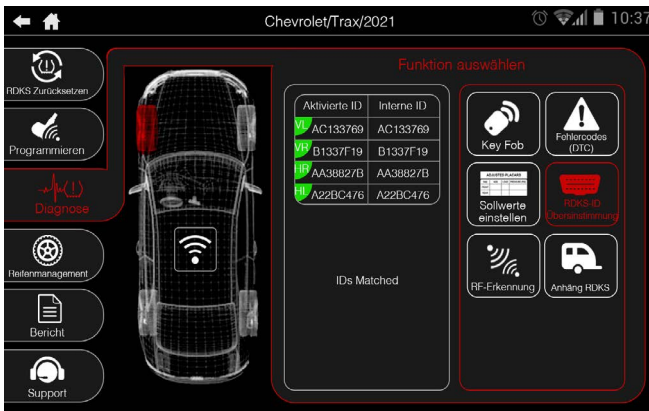 Chevrolet/Trax/2021
10:37
RDKS Zurücksetzen
Programmieren
Diagnose
Reifenmanagement
Bericht
Support
Funktion auswählen
Aktivierte ID Interne ID
VL AC133769 AC133769
VR B1337F19 B1337F19
HR AA38827B AA38827B
HL A22BC476 A22BC476
IDs Matched
Key Fob
Fehlercodes
(DTC)
ADJUSTED PLACARD
Sollwerte
einstellen
RDKS-ID
Übereinstimmung
RF-Erkennung
Anhäng RDKS